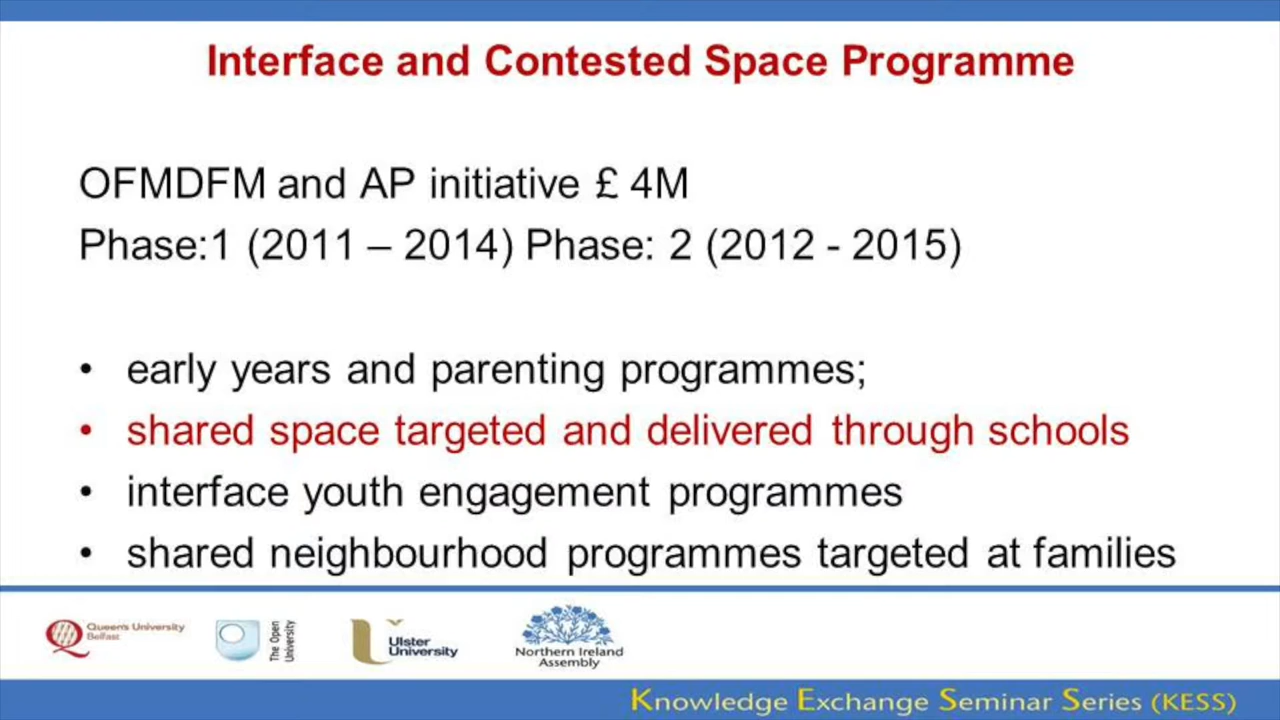 Interface and Contested Space Programme
OFMDFM and AP initiative £ 4M
Phase:1 (2011 – 2014) Phase: 2 (2012 - 2015)
• early years and parenting programmes;
• shared space targeted and delivered through schools
• interface youth engagement programmes
• shared neighbourhood programmes targeted at families
Queen's University
Belfast
The Open
University
Ulster
University
Northern Ireland
Assembly
Knowledge Exchange Seminar Series (KESS)